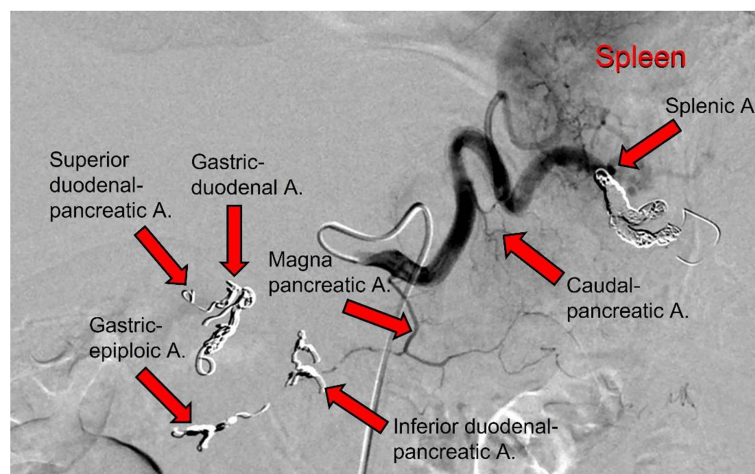 Spleen
Splenic A
Superior
duodenal-
pancreatic A.
Gastric-
duodenal A.
Magna
pancreatic A.
Caudal-
pancreatic A.
Gastric-
epiploic A.
Inferior duodenal-
pancreatic A.